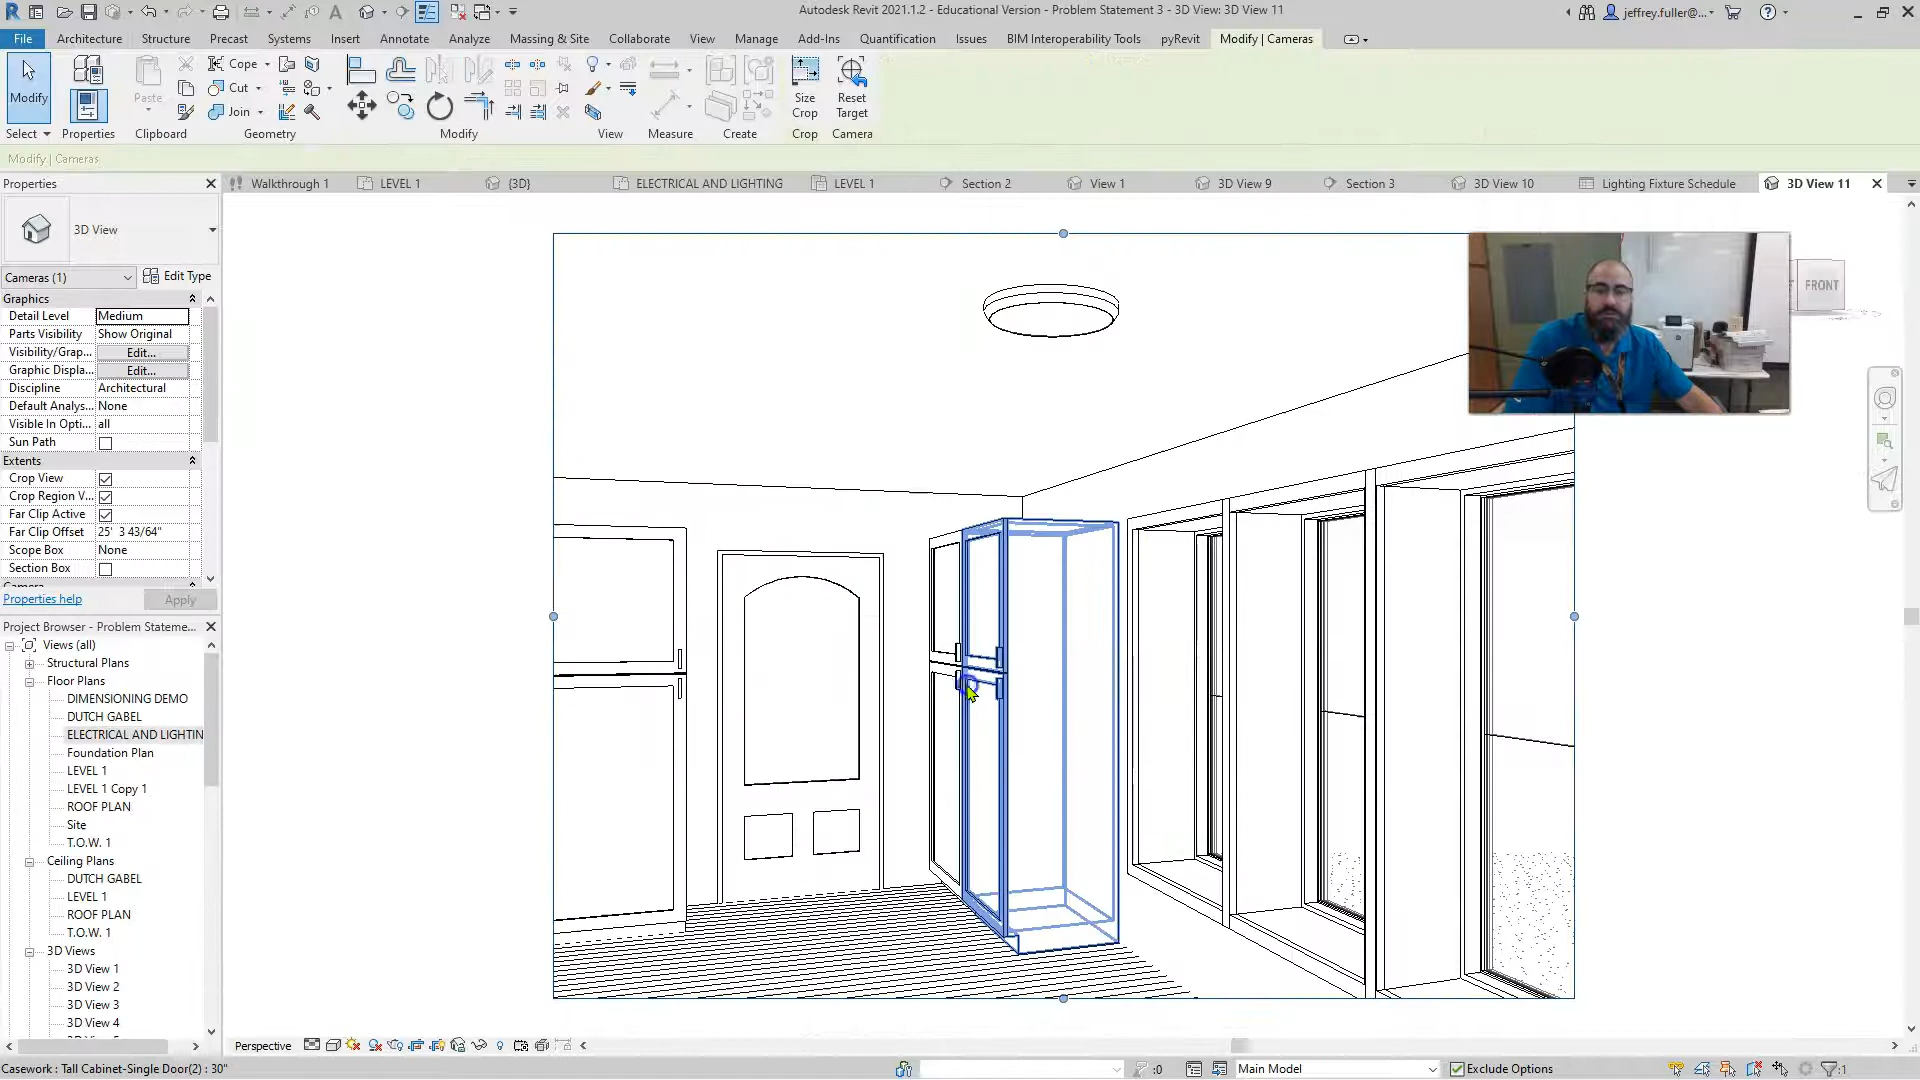 Autodesk Revit 2021.1.2 - Educational Version - Problem Statement 3 - 3D View: 3D View 11
jeffrey.fuller@...
File Architecture Structure Precast Systems Insert Annotate Analyze Massing & Site Collaborate View Manage Add-Ins Quantification Issues BIM Interoperability Tools pyRevit Modify | Cameras
Modify Paste Cope Cut Join Size Crop Reset Target
Select Properties Clipboard Geometry Modify View Measure Create Crop Camera
Modify | Cameras
Properties
Walkthrough 1 LEVEL 1 {3D} ELECTRICAL AND LIGHTING LEVEL 1 Section 2 View 1 3D View 9 Section 3 3D View 10 Lighting Fixture Schedule 3D View 11
3D View
Cameras (1) Edit Type
Graphics
Detail Level Medium
Parts Visibility Show Original
Visibility/Grap... Edit...
Graphic Displa... Edit...
Discipline Architectural
Default Analys... None
Visible In Opti... all
Sun Path
Extents
Crop View
Crop Region V...
Far Clip Active
Far Clip Offset 25' 3 43/64"
Scope Box None
Section Box
Camera
Properties help Apply
Project Browser - Problem Stateme...
Views (all)
Structural Plans
Floor Plans
DIMENSIONING DEMO
DUTCH GABEL
ELECTRICAL AND LIGHTIN
Foundation Plan
LEVEL 1
LEVEL 1 Copy 1
ROOF PLAN
Site
T.O.W. 1
Ceiling Plans
DUTCH GABEL
LEVEL 1
ROOF PLAN
T.O.W. 1
3D Views
3D View 1
3D View 2
3D View 3
3D View 4
FRONT
Perspective
Casework : Tall Cabinet-Single Door(2) : 30" :0 Main Model Exclude Options :1